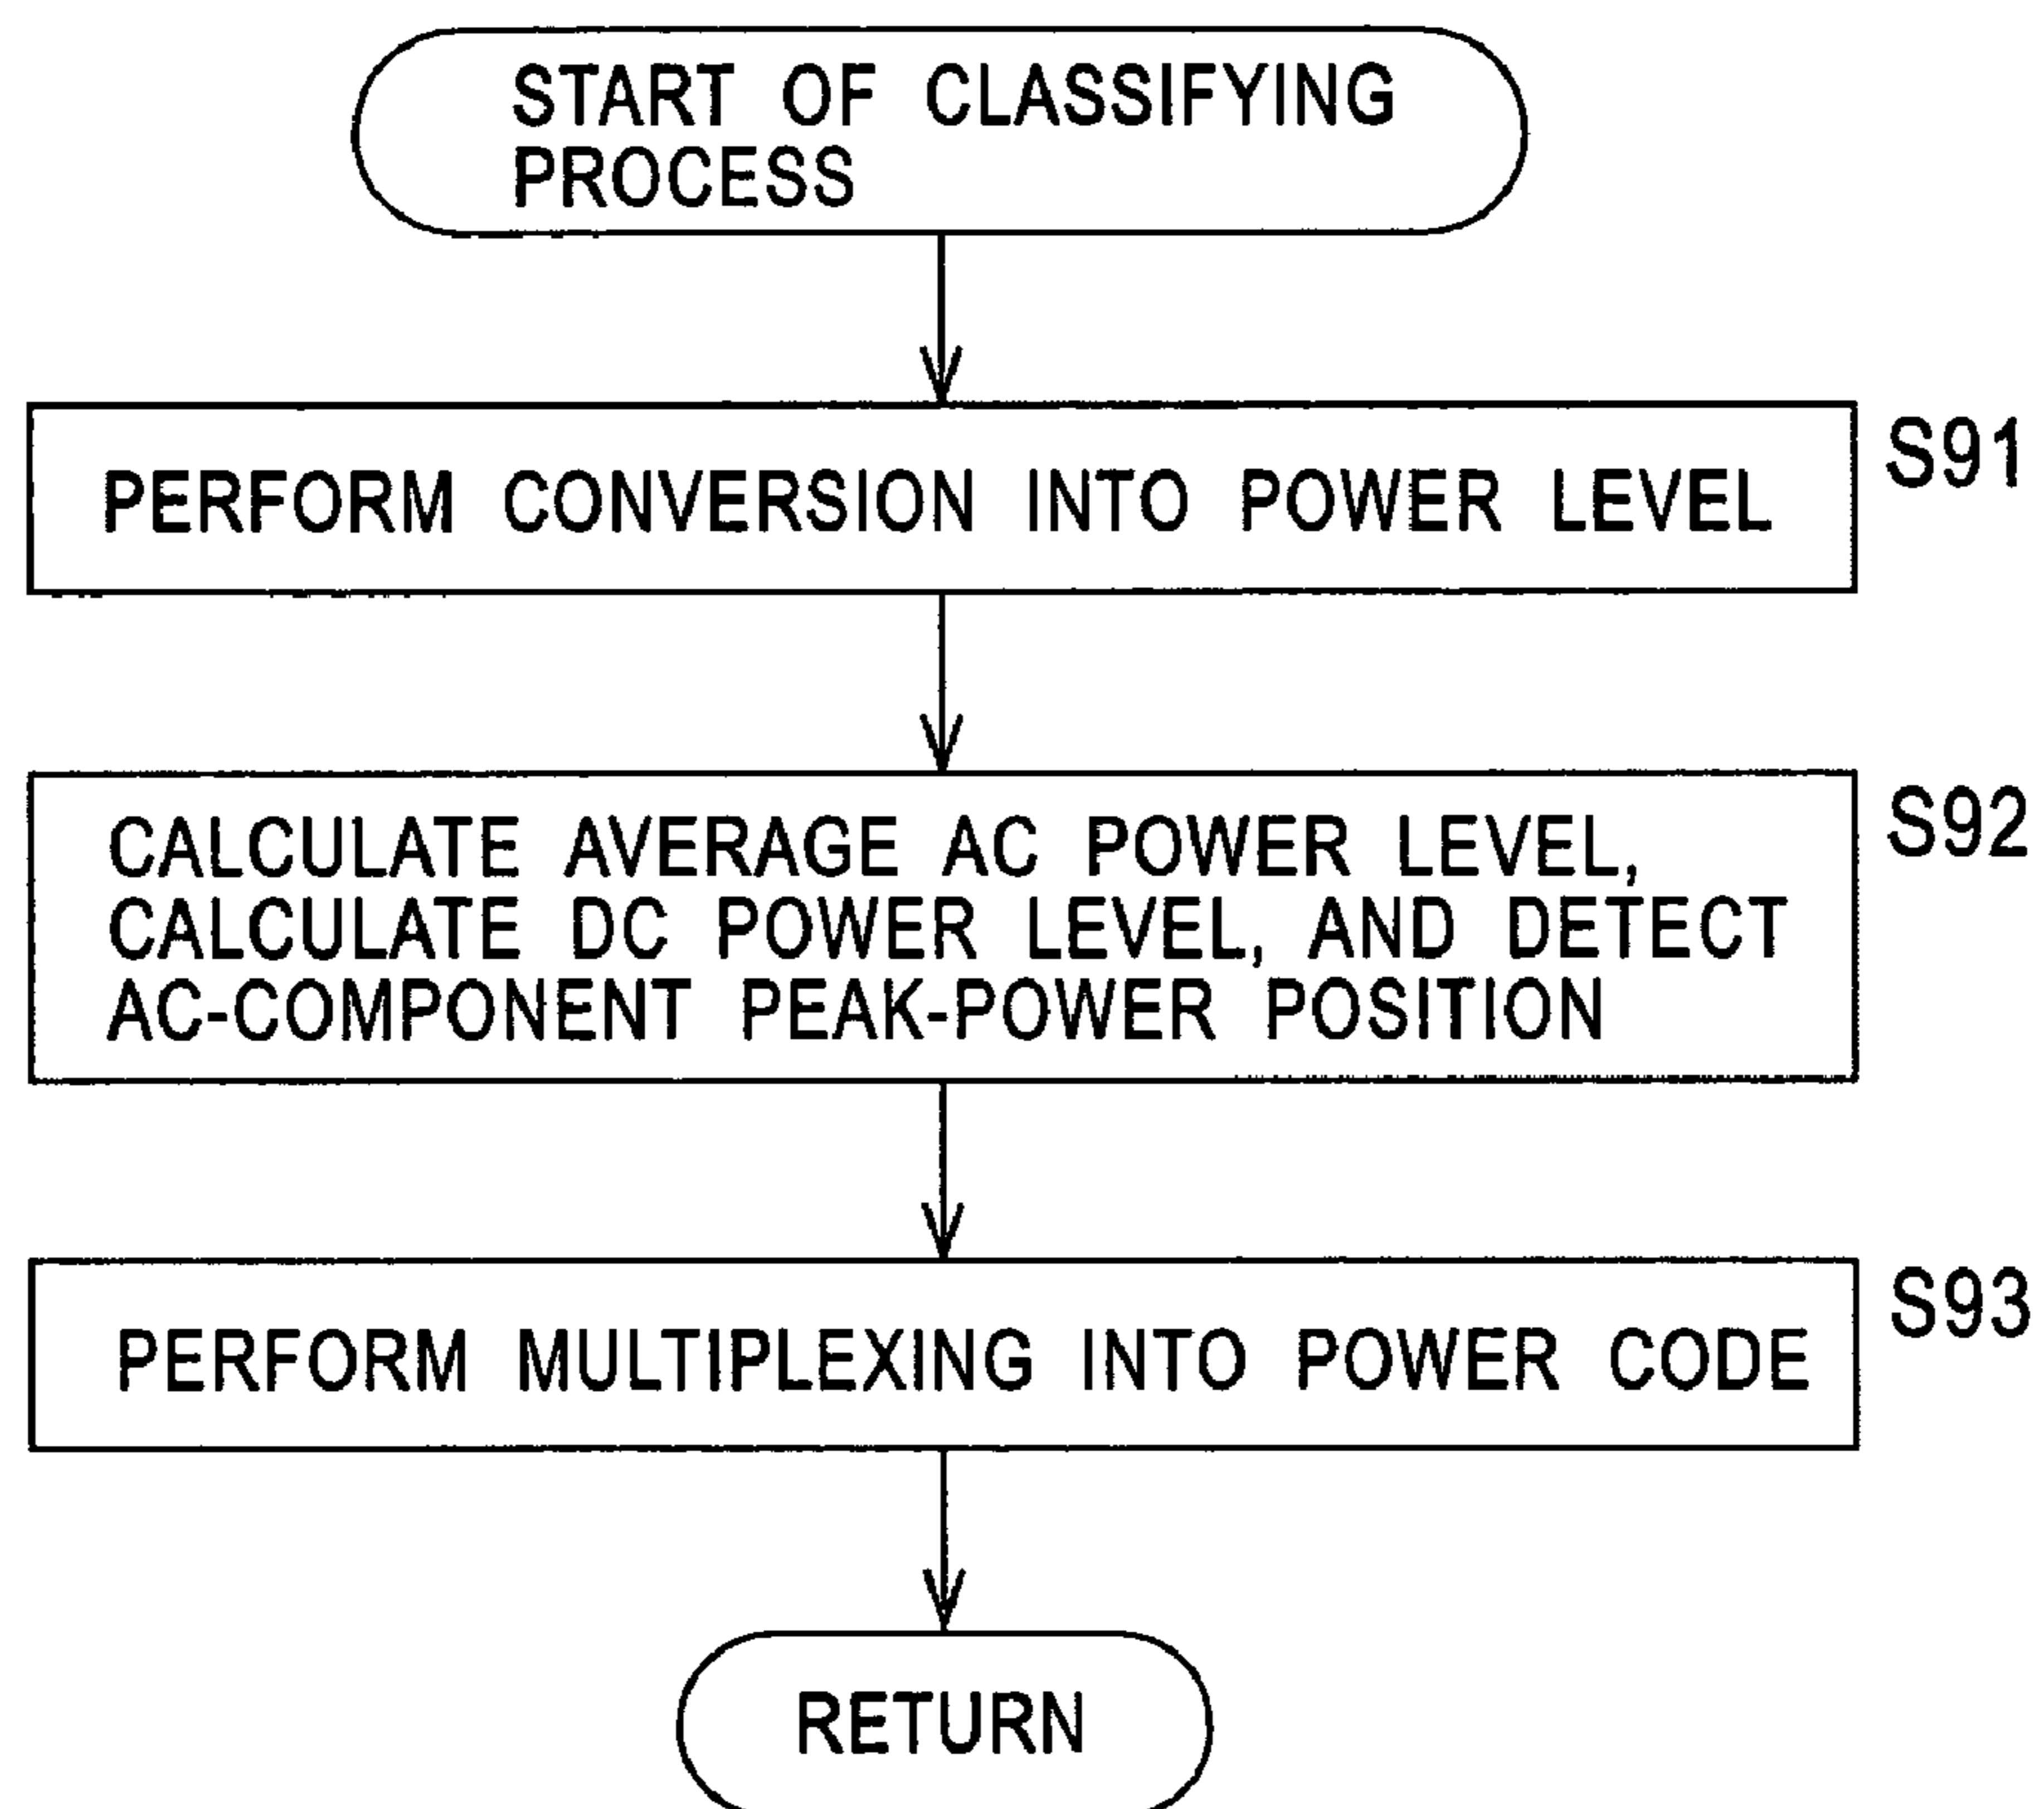 START OF CLASSIFYING
PROCESS
S91
PERFORM CONVERSION INTO POWER LEVEL
S92
CALCULATE AVERAGE AC POWER LEVEL,
CALCULATE DC POWER LEVEL, AND DETECT
AC-COMPONENT PEAK-POWER POSITION
S93
PERFORM MULTIPLEXING INTO POWER CODE
RETURN